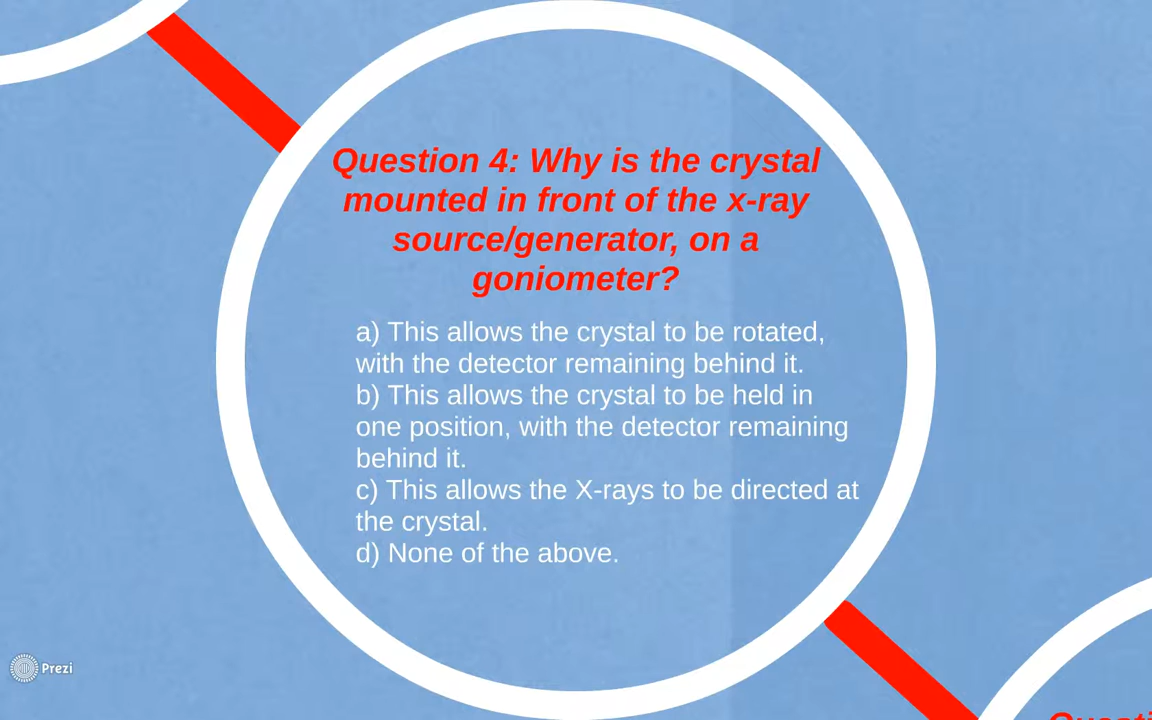 Question 4: Why is the crystal
mounted in front of the x-ray
source/generator, on a
goniometer?
a) This allows the crystal to be rotated,
with the detector remaining behind it.
b) This allows the crystal to be held in
one position, with the detector remaining
behind it.
c) This allows the X-rays to be directed at
the crystal.
d) None of the above.
Prezi